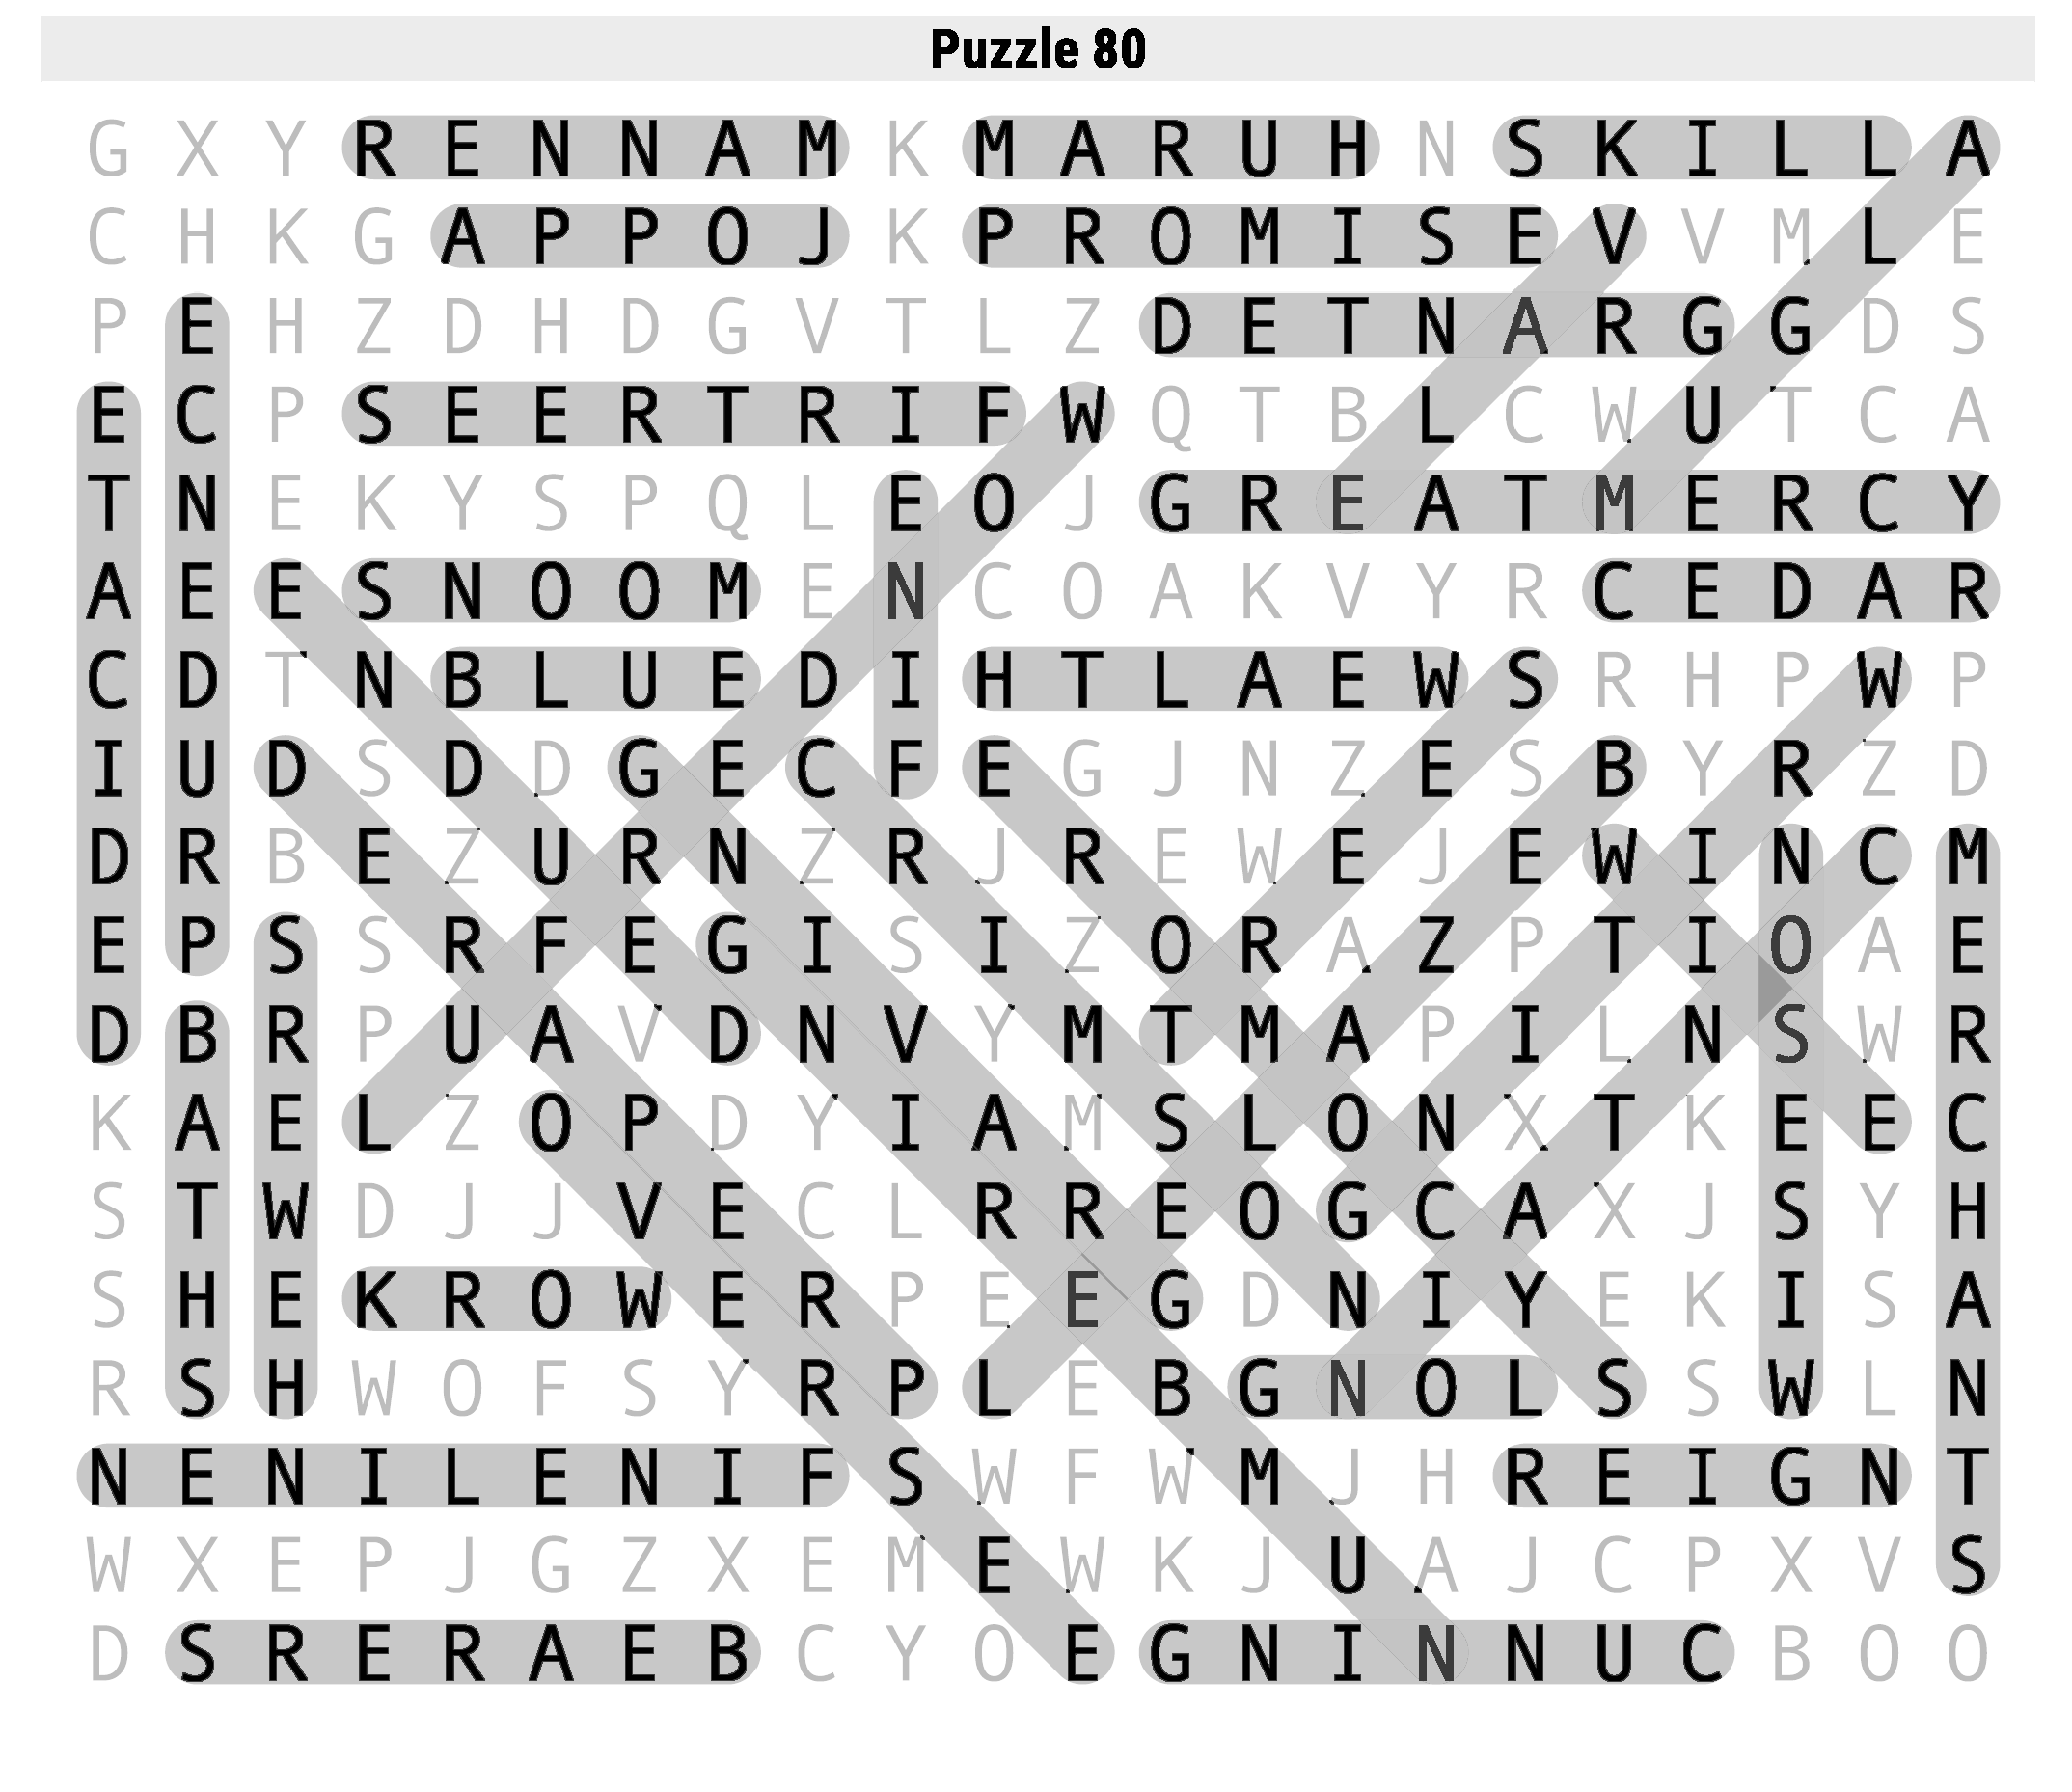 Puzzle 80
G X Y R E N N A M K M A R U H N S K I L L A
C H K G A P P O J K P R O M I S E V V M L E
P E H Z D H D G V T L Z D E T N A R G G D S
E C P S E E R T R I F W Q T B L C W U T C A
T N E K Y S P Q L E O J G R E A T M E R C Y
A E E S N O O M E N C O A K V Y R C E D A R
C D T N B L U E D I H T L A E W S R H P W P
I U D S D D G E C F E G J N Z E S B Y R Z D
D R B E Z U R N Z R J R E W E J E W I N C M
E P S S R F E G I S I Z O R A Z P T I O A E
D B R P U A V D N V Y M T M A P I L N S W R
K A E L Z O P D Y I A M S L O N X T K E E C
S T W D J J V E C L R R E O G C A X J S Y H
S H E K R O W E R P E E G D N I Y E K I S A
R S H W O F S Y R P L E B G N O L S S W L N
N E N I L E N I F S W F W M J H R E I G N T
W X E P J G Z X E M E W K J U A J C P X V S
D S R E R A E B C Y O E G N I N N U C B O O